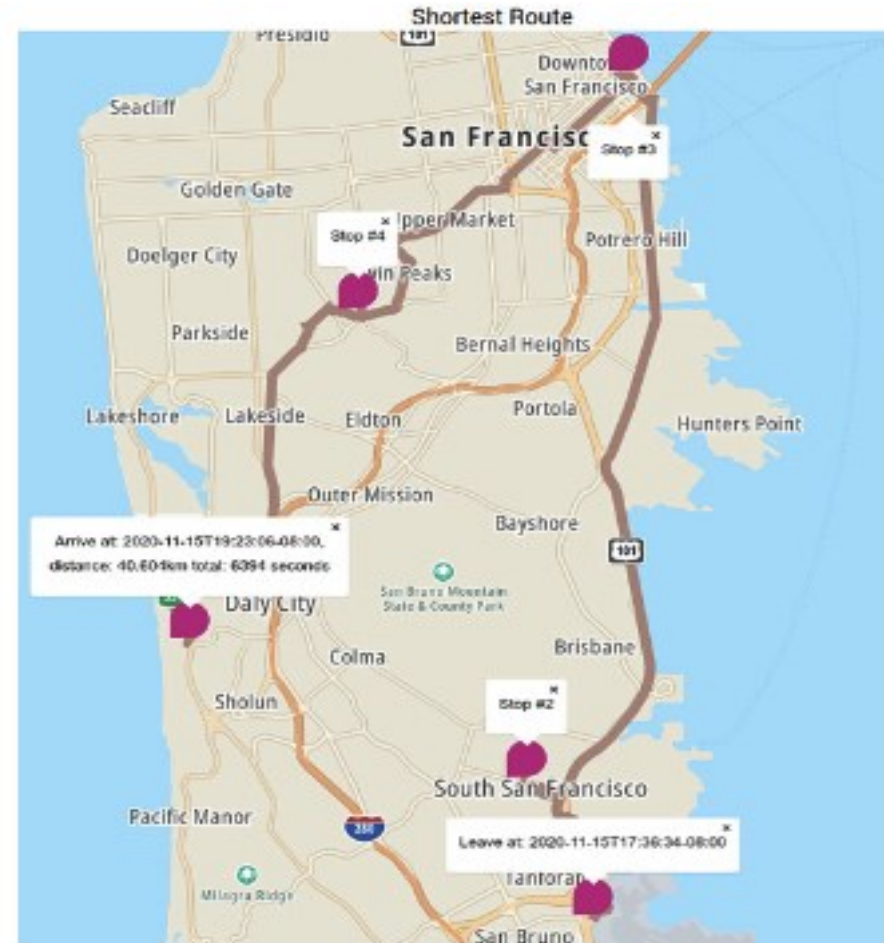 Shortest Route
Presidio
101
Downto
San Francisco
Seacliff
San Francisc
Stop #3
Golden Gate
Upper Market
Stop #4
Potrero Hill
Doelger City
win Peaks
Parkside
Bernal Heights
Lakeshore
Lakeside
Eldton
Portola
Hunters Point
Outer Mission
Bayshore
Arrive at: 2020-11-15T19:23:06-08:00,
distance: 40.604km total: 6394 seconds
101
San Bruno Mountain
State & County Park
Daly City
Brisbane
Colma
Sholun
Stop #2
South San Francisco
Pacific Manor
280
Leave at: 2020-11-15T17:36:34-08:00
Tanforan
Milagra Ridge
San Bruno